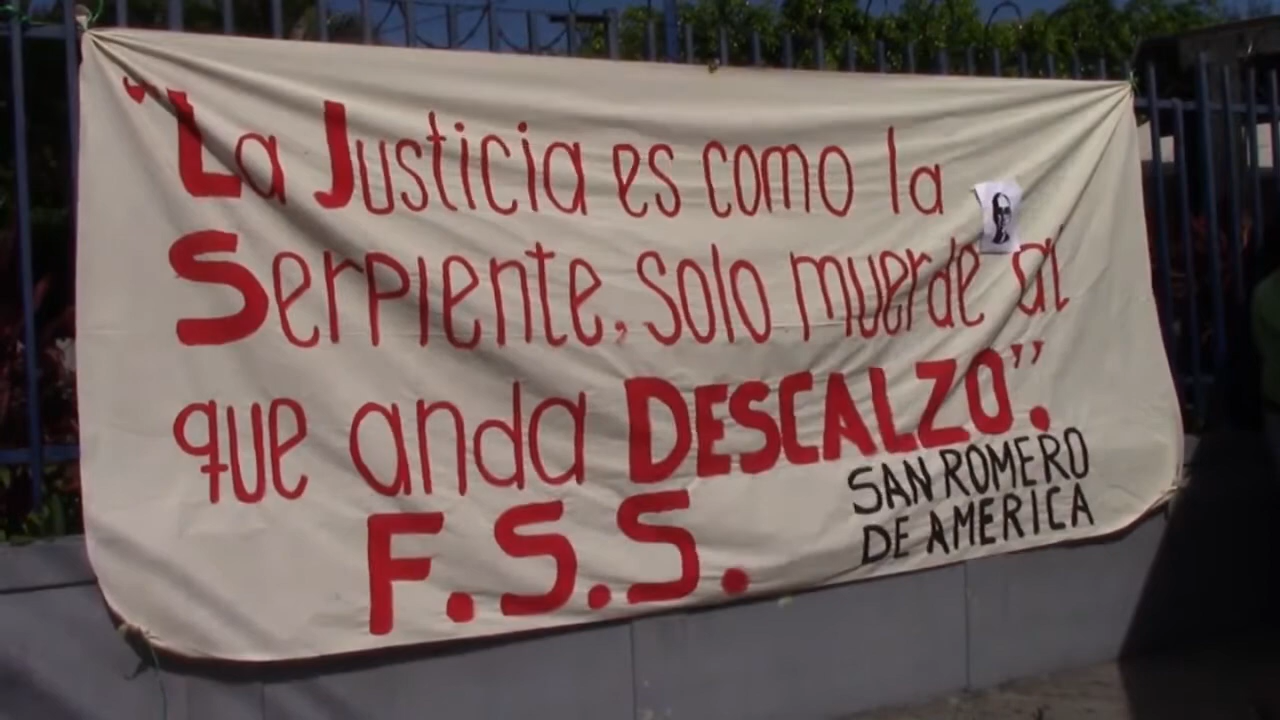 "La Justicia es como la
Serpiente, solo muerde al
que anda DESCALZO".
F.S.S.
SAN ROMERO
DE AMERICA